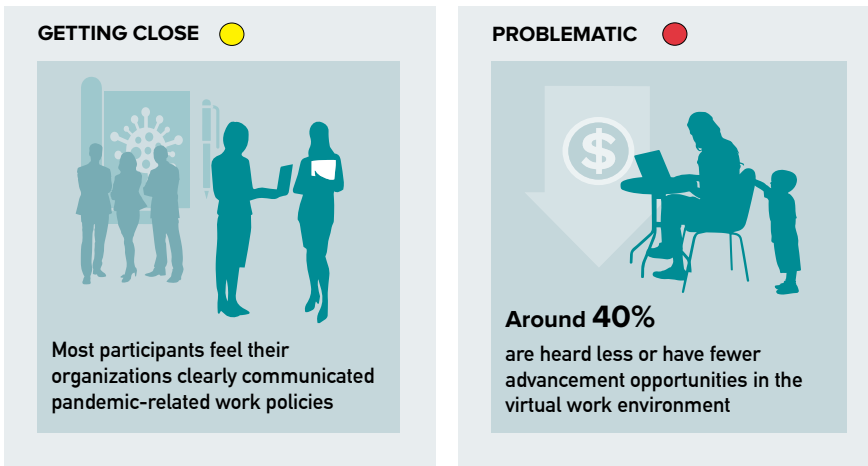 GETTING CLOSE
Most participants feel their
organizations clearly communicated
pandemic-related work policies
PROBLEMATIC
$
Around 40%
are heard less or have fewer
advancement opportunities in the
virtual work environment